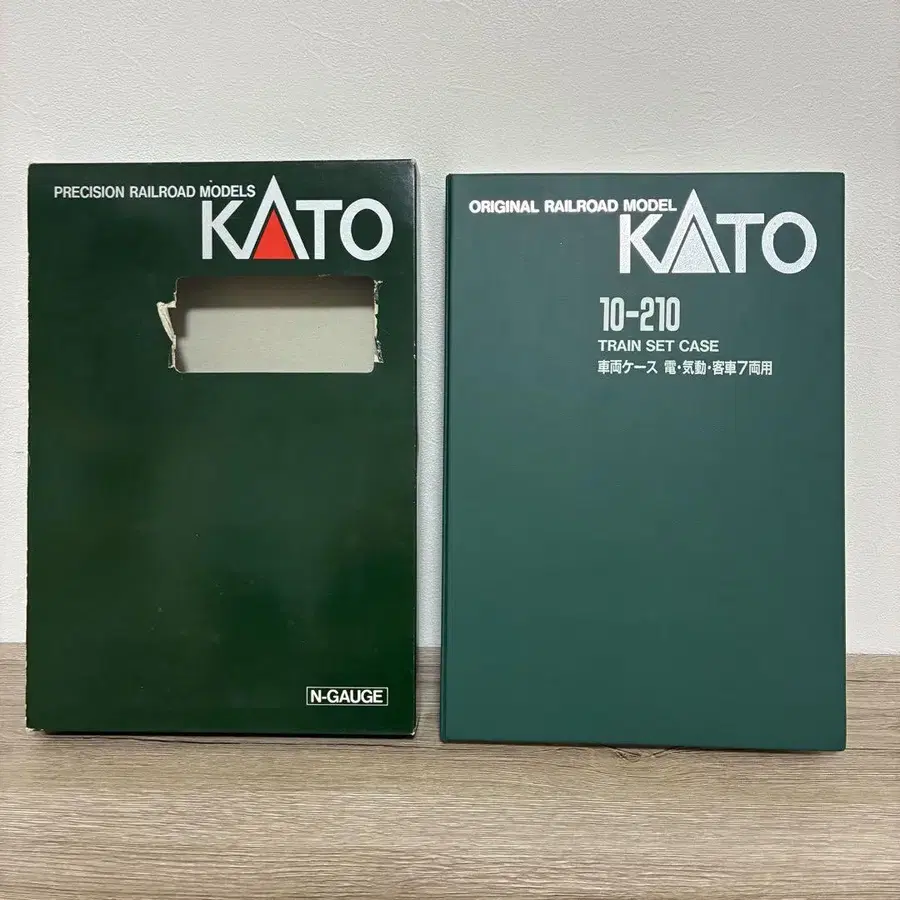 PRECISION RAILROAD MODELS
KATO
N-GAUGE
ORIGINAL RAILROAD MODEL
KATO
10-210
TRAIN SET CASE
車両ケース 電・気動・客車7両用